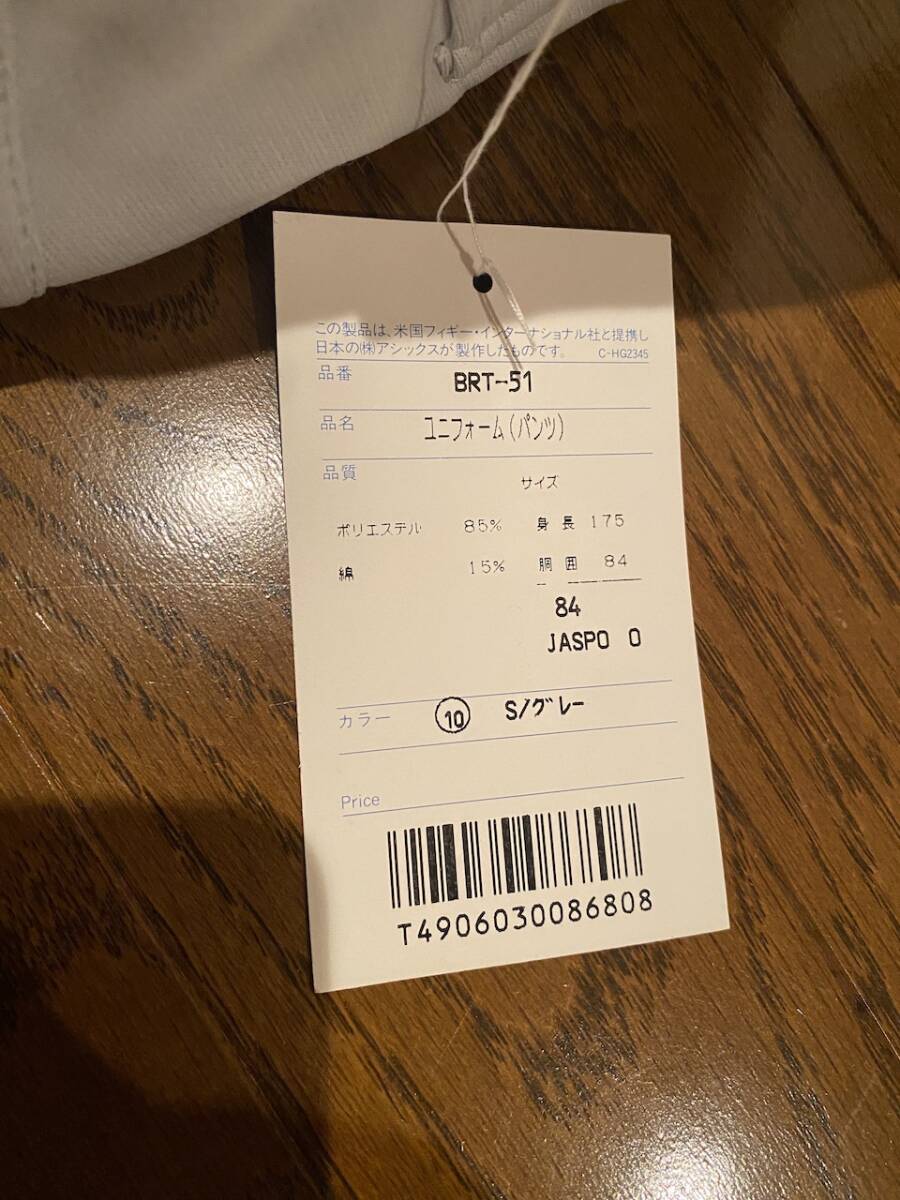 この製品は、米国フィギー・インターナショナル社と提携し
日本の(株)アシックスが製作したものです。 C-HG2345
品番 BRT-51
品名 ユニフォーム(パンツ)
品質 サイズ
ポリエステル 85% 身長 175
綿 15% 胴囲 84
84
JASPO O
カラー 10 S/グレー
Price
T4906030086808